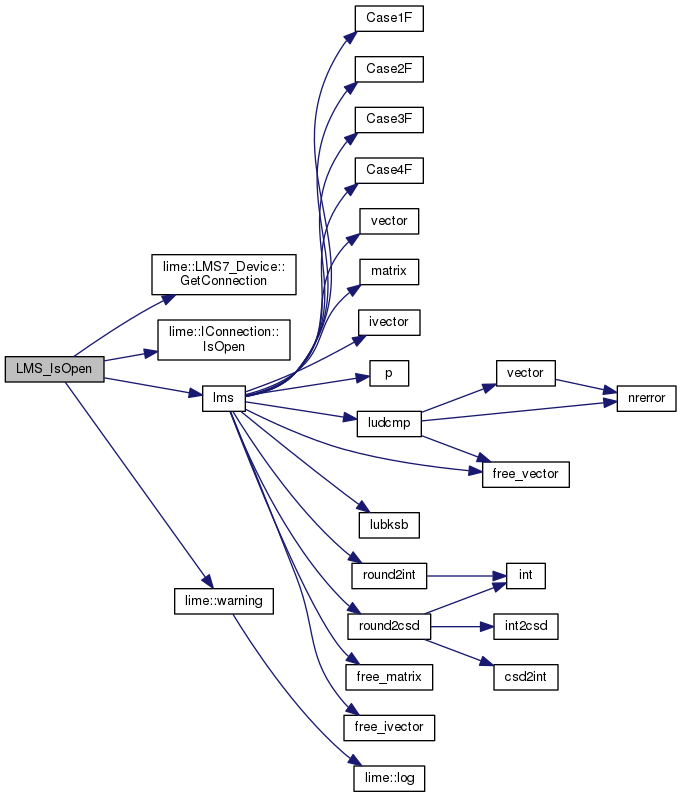 Case1F
Case2F
Case3F
Case4F
vector
matrix
lime::LMS7_Device::
GetConnection
lime::IConnection::
IsOpen
ivector
LMS_IsOpen
p
vector
lms
nrerror
ludcmp
free_vector
lubksb
round2int
int
lime::warning
round2csd
int2csd
free_matrix
csd2int
free_ivector
lime::log